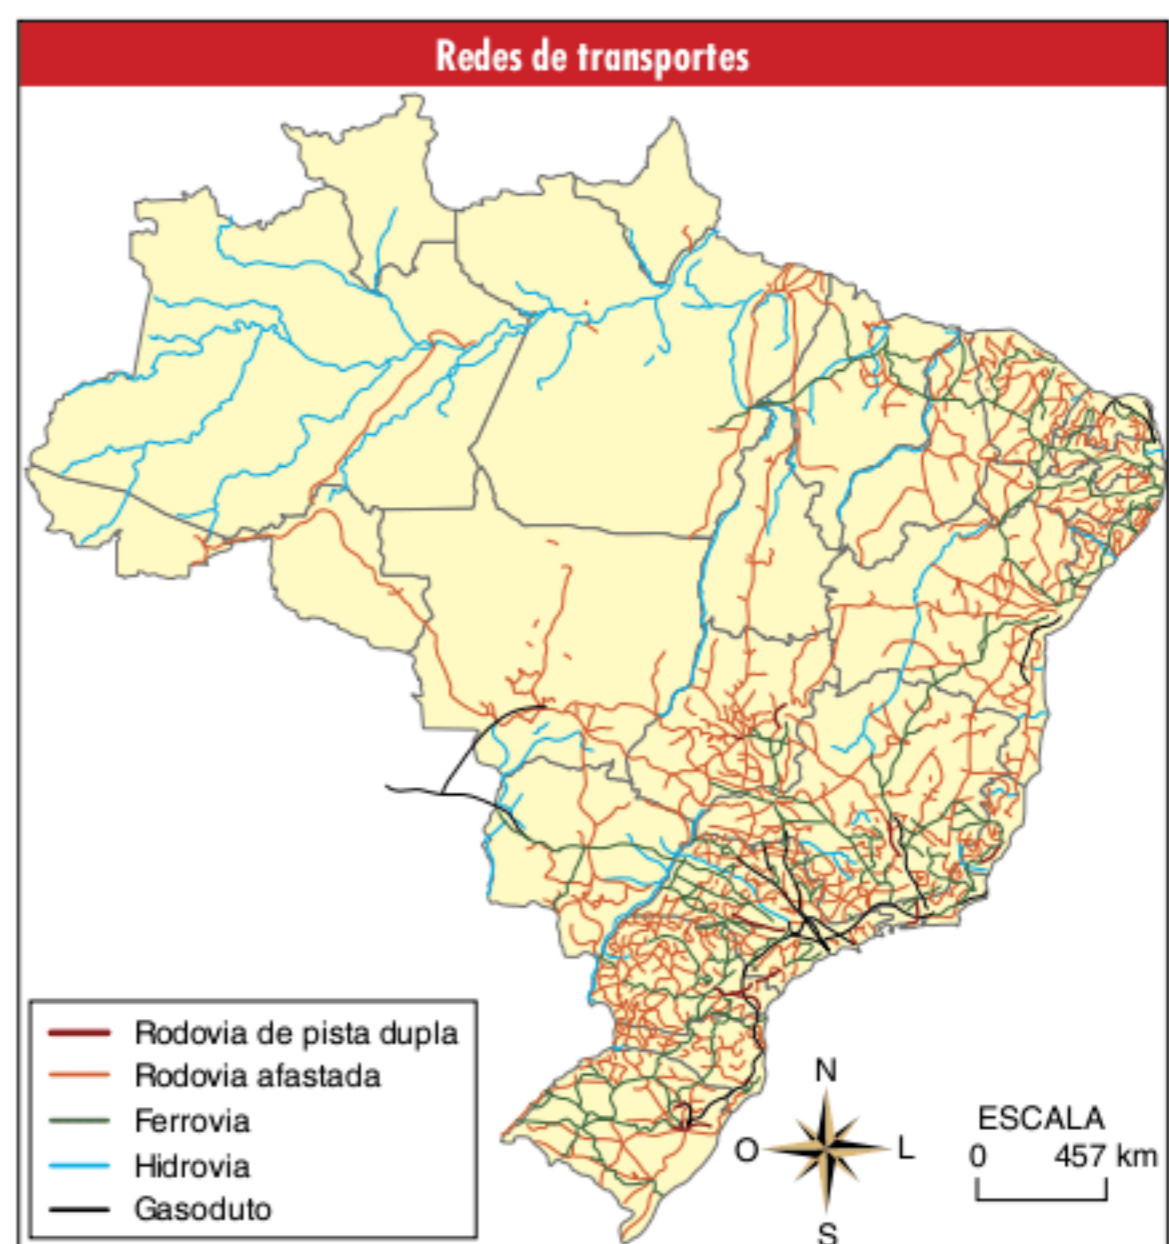 Redes de transportes
Rodovia de pista dupla
Rodovia afastada
Ferrovia
Hidrovia
Gasoduto
N
O
L
S
ESCALA
0 457 km